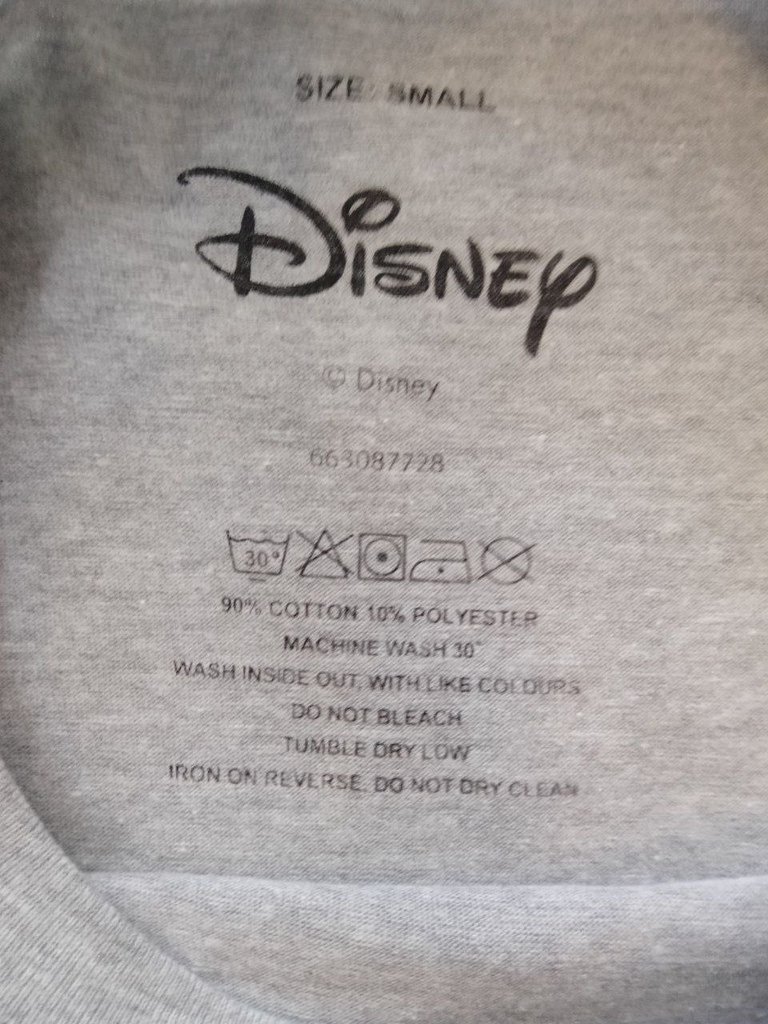 SIZE: SMALL
Disney
© Disney
663087728
30°
90% COTTON 10% POLYESTER
MACHINE WASH 30°
WASH INSIDE OUT, WITH LIKE COLOURS
DO NOT BLEACH
TUMBLE DRY LOW
IRON ON REVERSE, DO NOT DRY CLEAN